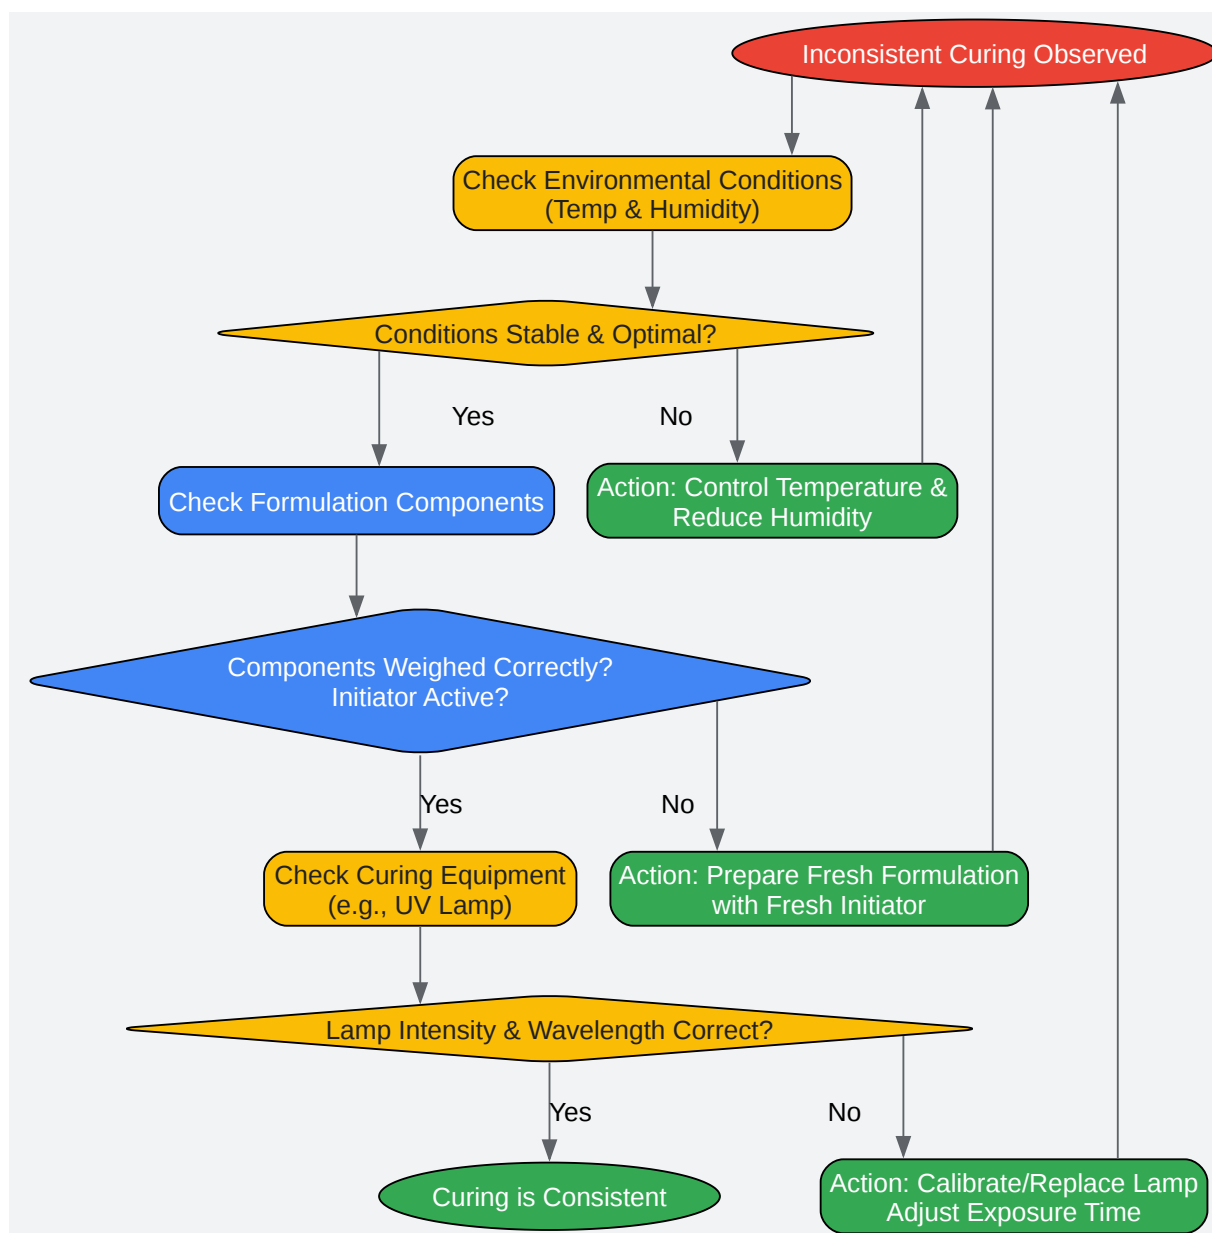 Inconsistent Curing Observed
Check Environmental Conditions
(Temp & Humidity)
Conditions Stable & Optimal?
Yes
No
Check Formulation Components
Action: Control Temperature &
Reduce Humidity
Components Weighed Correctly?
Initiator Active?
Yes
No
Check Curing Equipment
(e.g., UV Lamp)
Action: Prepare Fresh Formulation
with Fresh Initiator
Lamp Intensity & Wavelength Correct?
Yes
No
Curing is Consistent
Action: Calibrate/Replace Lamp
Adjust Exposure Time